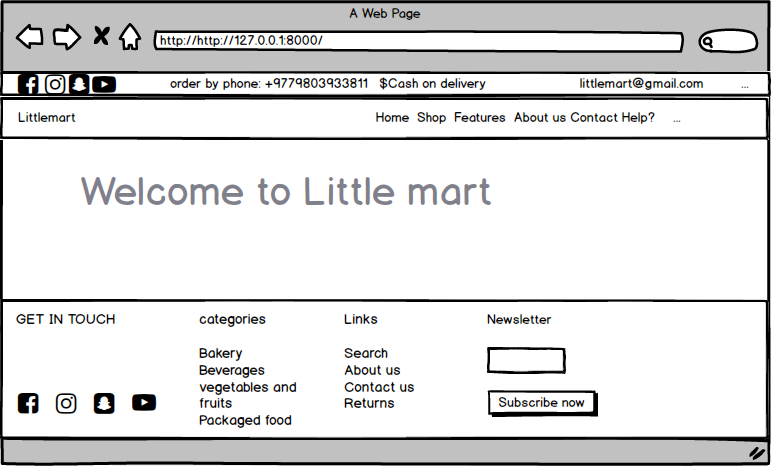 A Web Page
http://http://127.0.0.1:8000/
order by phone: +9779803933811 $Cash on delivery littlemart@gmail.com ...
Littlemart Home Shop Features About us Contact Help? ...
Welcome to Little mart
GET IN TOUCH
categories
Bakery
Beverages
vegetables and
fruits
Packaged food
Links
Search
About us
Contact us
Returns
Newsletter
Subscribe now